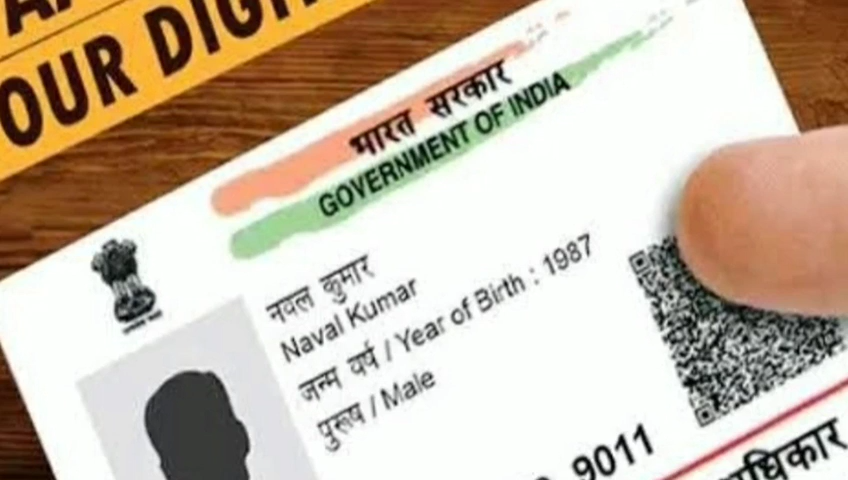 OUR DIGI
भारत सरकार
GOVERNMENT OF INDIA
नवल कुमार
Naval Kumar
जन्म वर्ष / Year of Birth : 1987
पुरूष / Male
9011